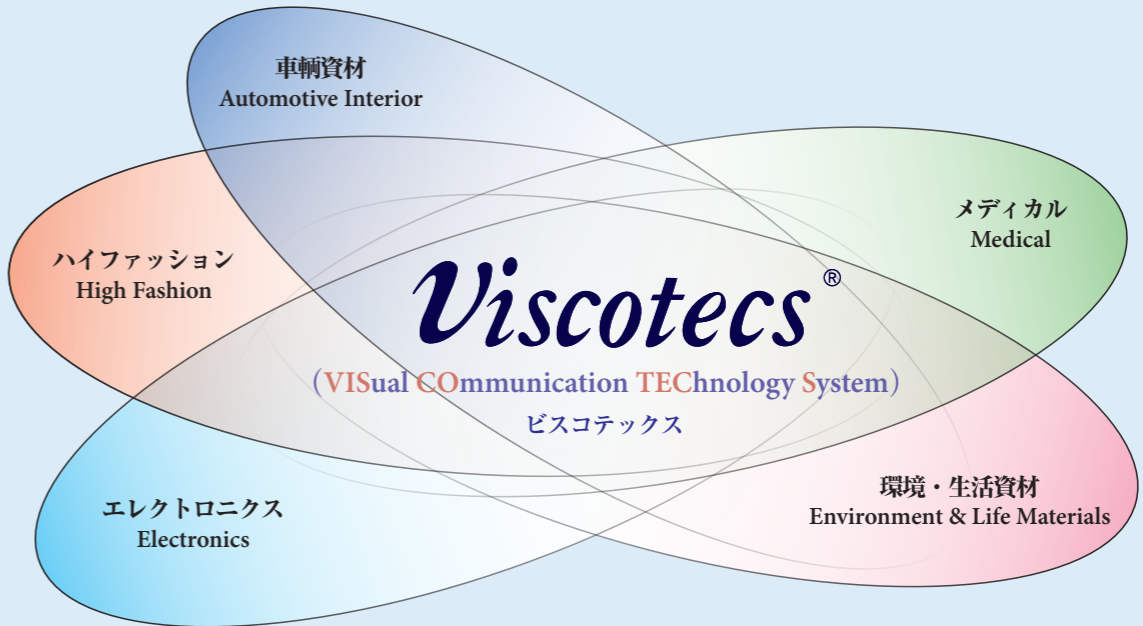 車輌資材
Automotive Interior
メディカル
Medical
ハイファッション
High Fashion
Viscotecs®
(VISual COmmunication TEChnology System)
ビスコテックス
エレクトロニクス
Electronics
環境・生活資材
Environment & Life Materials